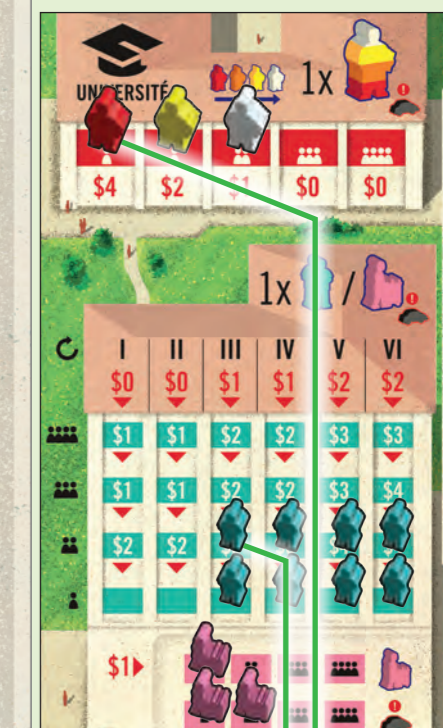 UNIVERSITÉ 1x
$4 $2 $1 $0 $0
1x /
I II III IV V VI
$0 $0 $1 $1 $2 $2
$1 $1 $2 $2 $3 $3
$1 $1 $2 $2 $3 $4
$2 $2
$1